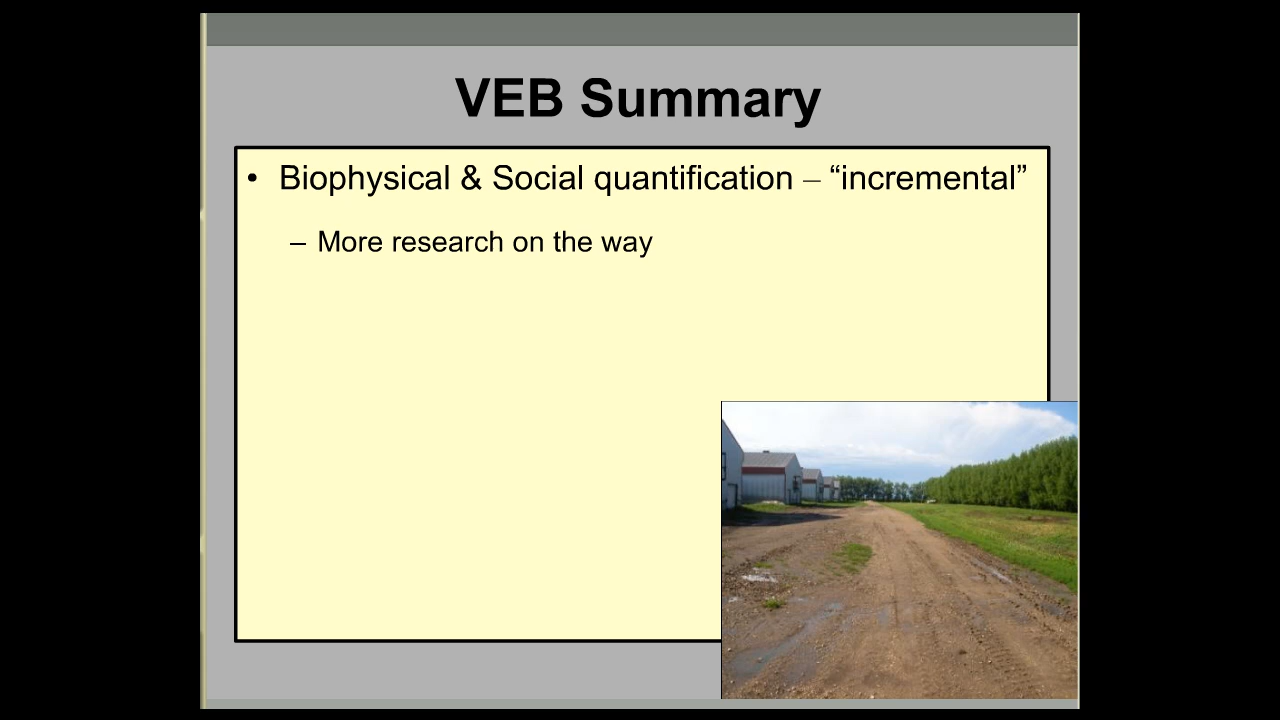 VEB Summary
• Biophysical & Social quantification – “incremental”
– More research on the way